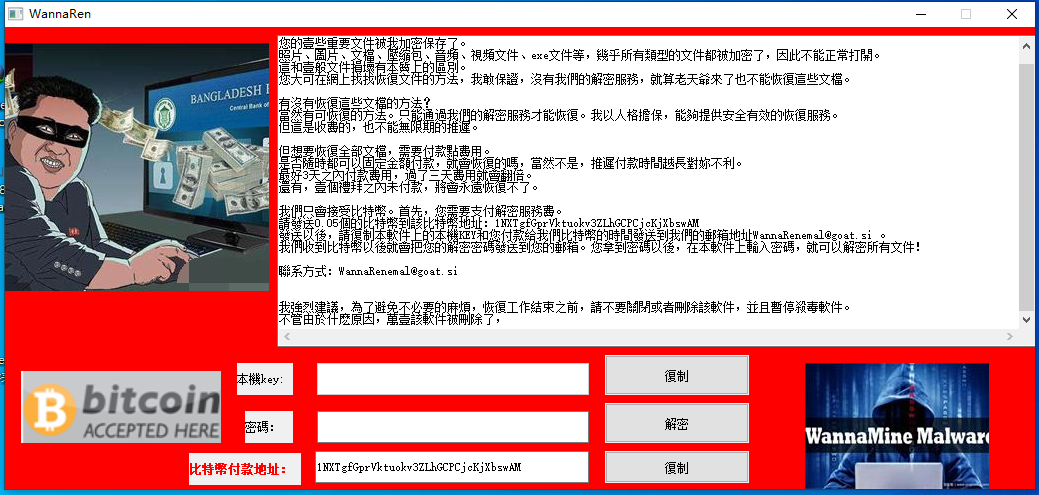 WannaRen
您的壹些重要文件被我加密保存了。
照片、圖片、文檔、壓縮包、音頻、視頻文件、exe文件等，幾乎所有類型的文件都被加密了，因此不能正常打開。
這和壹般文件損壞有本質上的區別。
您大可在網上找找恢復文件的方法，我敢保證，沒有我們的解密服務，就算老天爺來了也不能恢復這些文檔。
有沒有恢復這些文檔的方法？
當然有可恢復的方法。只能通過我們的解密服務才能恢復。我以人格擔保，能夠提供安全有效的恢復服務。
但這是收費的，也不能無限期的推遲。
但想要恢復全部文檔，需要付款點費用。
是否隨時都可以固定金額付款，就會恢復的嗎，當然不是，推遲付款時間越長對妳不利。
最好3天之內付款費用，過了三天費用就會翻倍。
還有，壹個禮拜之內未付款，將會永遠恢復不了。
我們只會接受比特幣。首先，您需要支付解密服務費。
請發送0.05個的比特幣到該比特幣地址：1NXTgfGprVktuokv3ZLhGCPCjcKjXbswAM
發送以後，請復制本軟件上的本機KEY和您付款給我們比特幣的時間發送到我們的郵箱地址WannaRenemal@goat.si 。
我們收到比特幣以後就會把您的解密密碼發送到您的郵箱。您拿到密碼以後，在本軟件上輸入密碼，就可以解密所有文件！
聯系方式：WannaRenemal@goat.si
我強烈建議，為了避免不必要的麻煩，恢復工作結束之前，請不要關閉或者刪除該軟件，並且暫停殺毒軟件。
不管由於什麼原因，萬壹該軟件被刪除了，
BANGLADESH
Central Bank of
bitcoin
ACCEPTED HERE
本機key:
復制
密碼：
解密
比特幣付款地址：
1NXTgfGprVktuokv3ZLhGCPCjcKjXbswAM
復制
WannaMine Malware